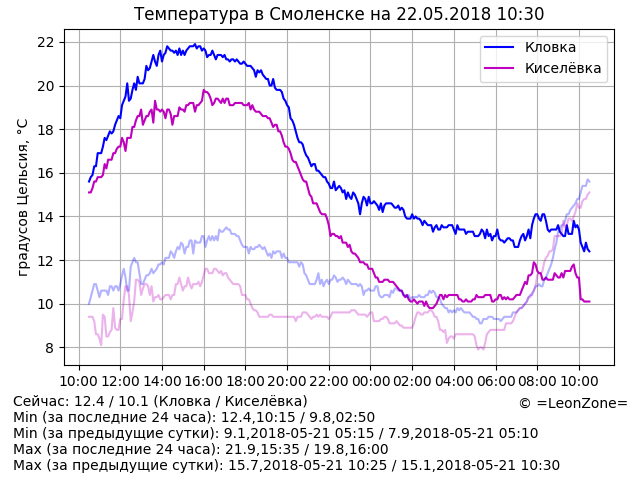 Температура в Смоленске на 22.05.2018 10:30
Кловка
Киселёвка
градусов Цельсия, °C
22
20
18
16
14
12
10
8
10:00 12:00 14:00 16:00 18:00 20:00 22:00 00:00 02:00 04:00 06:00 08:00 10:00
Сейчас: 12.4 / 10.1 (Кловка / Киселёвка)
© =LeonZone=
Min (за последние 24 часа): 12.4,10:15 / 9.8,02:50
Min (за предыдущие сутки): 9.1,2018-05-21 05:15 / 7.9,2018-05-21 05:10
Max (за последние 24 часа): 21.9,15:35 / 19.8,16:00
Max (за предыдущие сутки): 15.7,2018-05-21 10:25 / 15.1,2018-05-21 10:30